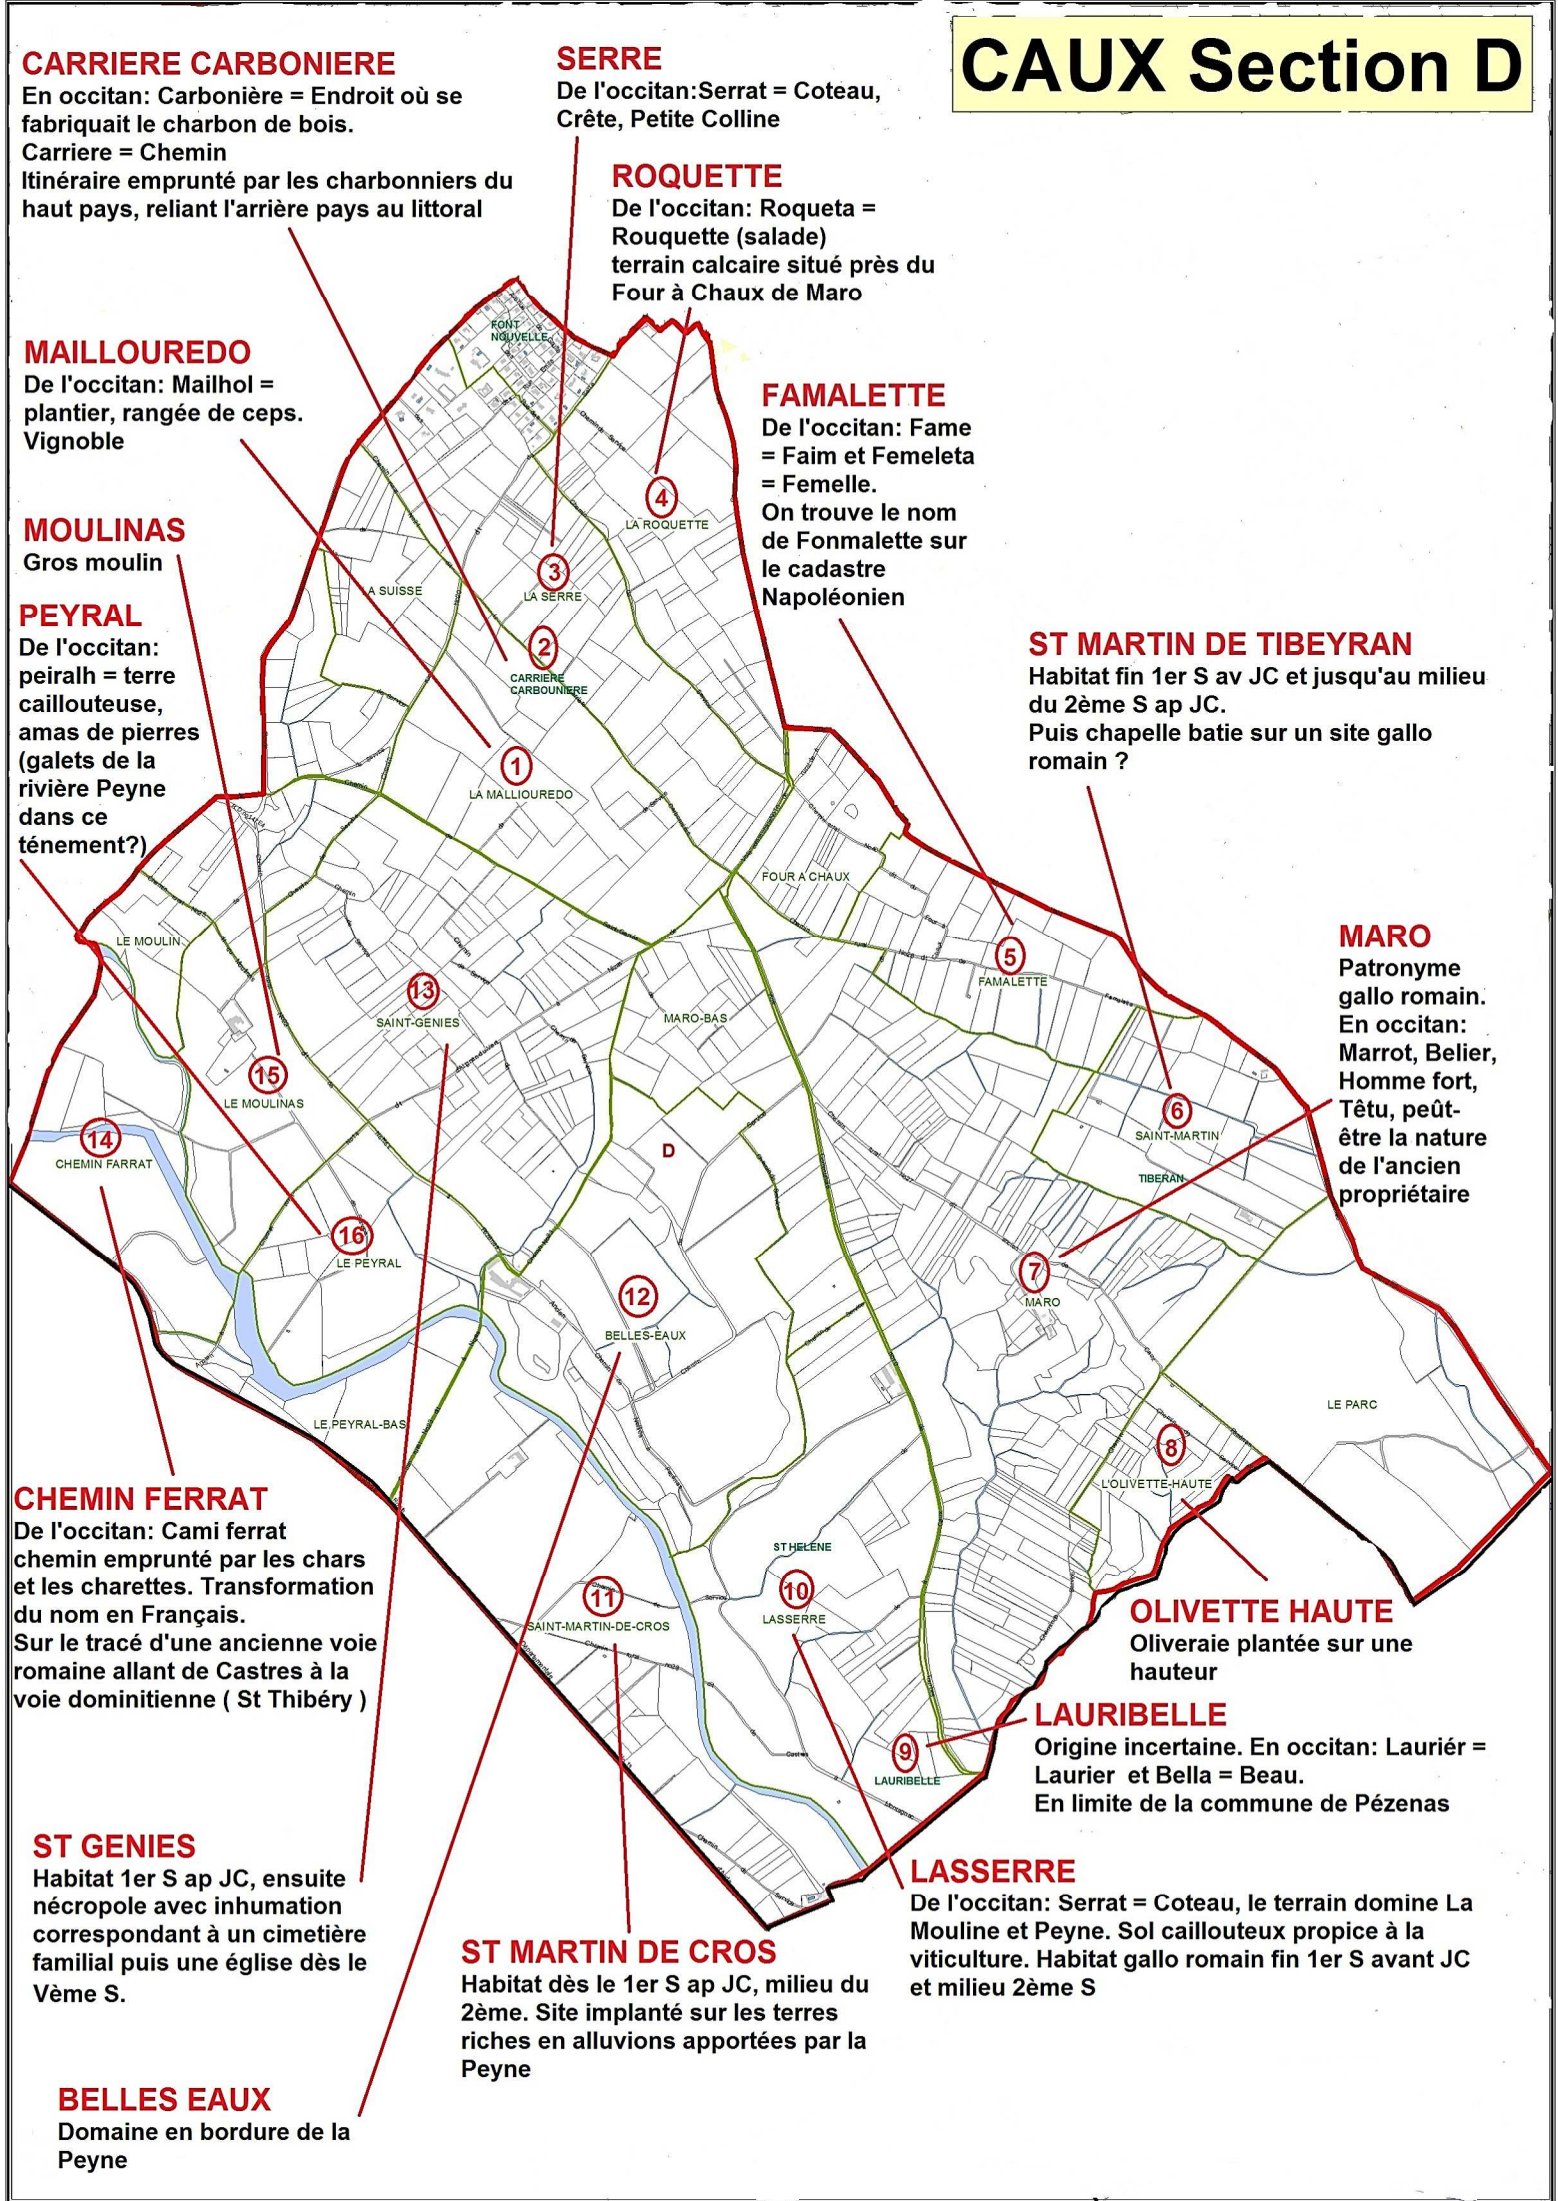 CAUX Section D
CARRIERE CARBONIERE
En occitan: Carbonière = Endroit où se
fabriquait le charbon de bois.
Carriere = Chemin
Itinéraire emprunté par les charbonniers du
haut pays, reliant l'arrière pays au littoral
SERRE
De l'occitan:Serrat = Coteau,
Crête, Petite Colline
ROQUETTE
De l'occitan: Roqueta =
Rouquette (salade)
terrain calcaire situé près du
Four à Chaux de Maro
MAILLOUREDO
De l'occitan: Mailhol =
plantier, rangée de ceps.
Vignoble
FAMALETTE
De l'occitan: Fame
= Faim et Femeleta
= Femelle.
On trouve le nom
de Fonmalette sur
le cadastre
Napoléonien
MOULINAS
Gros moulin
PEYRAL
De l'occitan:
peiralh = terre
caillouteuse,
amas de pierres
(galets de la
rivière Peyne
dans ce
ténement?)
ST MARTIN DE TIBEYRAN
Habitat fin 1er S av JC et jusqu'au milieu
du 2ème S ap JC.
Puis chapelle batie sur un site gallo
romain ?
MARO
Patronyme
gallo romain.
En occitan:
Marrot, Belier,
Homme fort,
Têtu, peût-
être la nature
de l'ancien
propriétaire
FONT
NOUVELLE
4
LA ROQUETTE
3
LA SERRE
LA SUISSE
2
CARRIERE
CARBOUNIERE
1
LA MALLIOUREDO
FOUR A CHAUX
LE MOULIN
5
FAMALETTE
13
SAINT-GENIES
MARO-BAS
15
LE MOULINAS
6
SAINT-MARTIN
TIBERAN
14
CHEMIN FARRAT
D
16
LE PEYRAL
7
MARO
12
BELLES-EAUX
LE PEYRAL-BAS
LE PARC
8
L'OLIVETTE-HAUTE
ST HELENE
10
LASSERRE
11
SAINT-MARTIN-DE-CROS
9
LAURIBELLE
CHEMIN FERRAT
De l'occitan: Cami ferrat
chemin emprunté par les chars
et les charettes. Transformation
du nom en Français.
Sur le tracé d'une ancienne voie
romaine allant de Castres à la
voie dominitienne ( St Thibéry )
OLIVETTE HAUTE
Oliveraie plantée sur une
hauteur
LAURIBELLE
Origine incertaine. En occitan: Lauriér =
Laurier et Bella = Beau.
En limite de la commune de Pézenas
ST GENIES
Habitat 1er S ap JC, ensuite
nécropole avec inhumation
correspondant à un cimetière
familial puis une église dès le
Vème S.
LASSERRE
De l'occitan: Serrat = Coteau, le terrain domine La
Mouline et Peyne. Sol caillouteux propice à la
viticulture. Habitat gallo romain fin 1er S avant JC
et milieu 2ème S
ST MARTIN DE CROS
Habitat dès le 1er S ap JC, milieu du
2ème. Site implanté sur les terres
riches en alluvions apportées par la
Peyne
BELLES EAUX
Domaine en bordure de la
Peyne